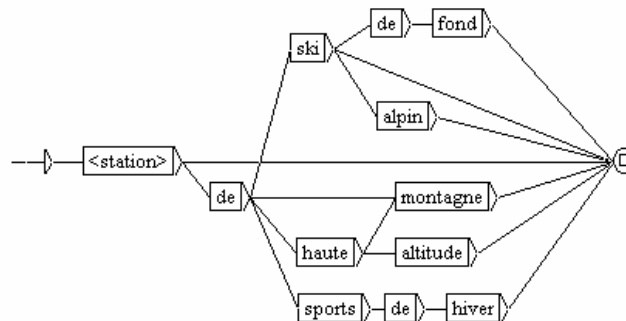 de fond
ski
alpin
<station>
de montagne
haute altitude
sports de hiver